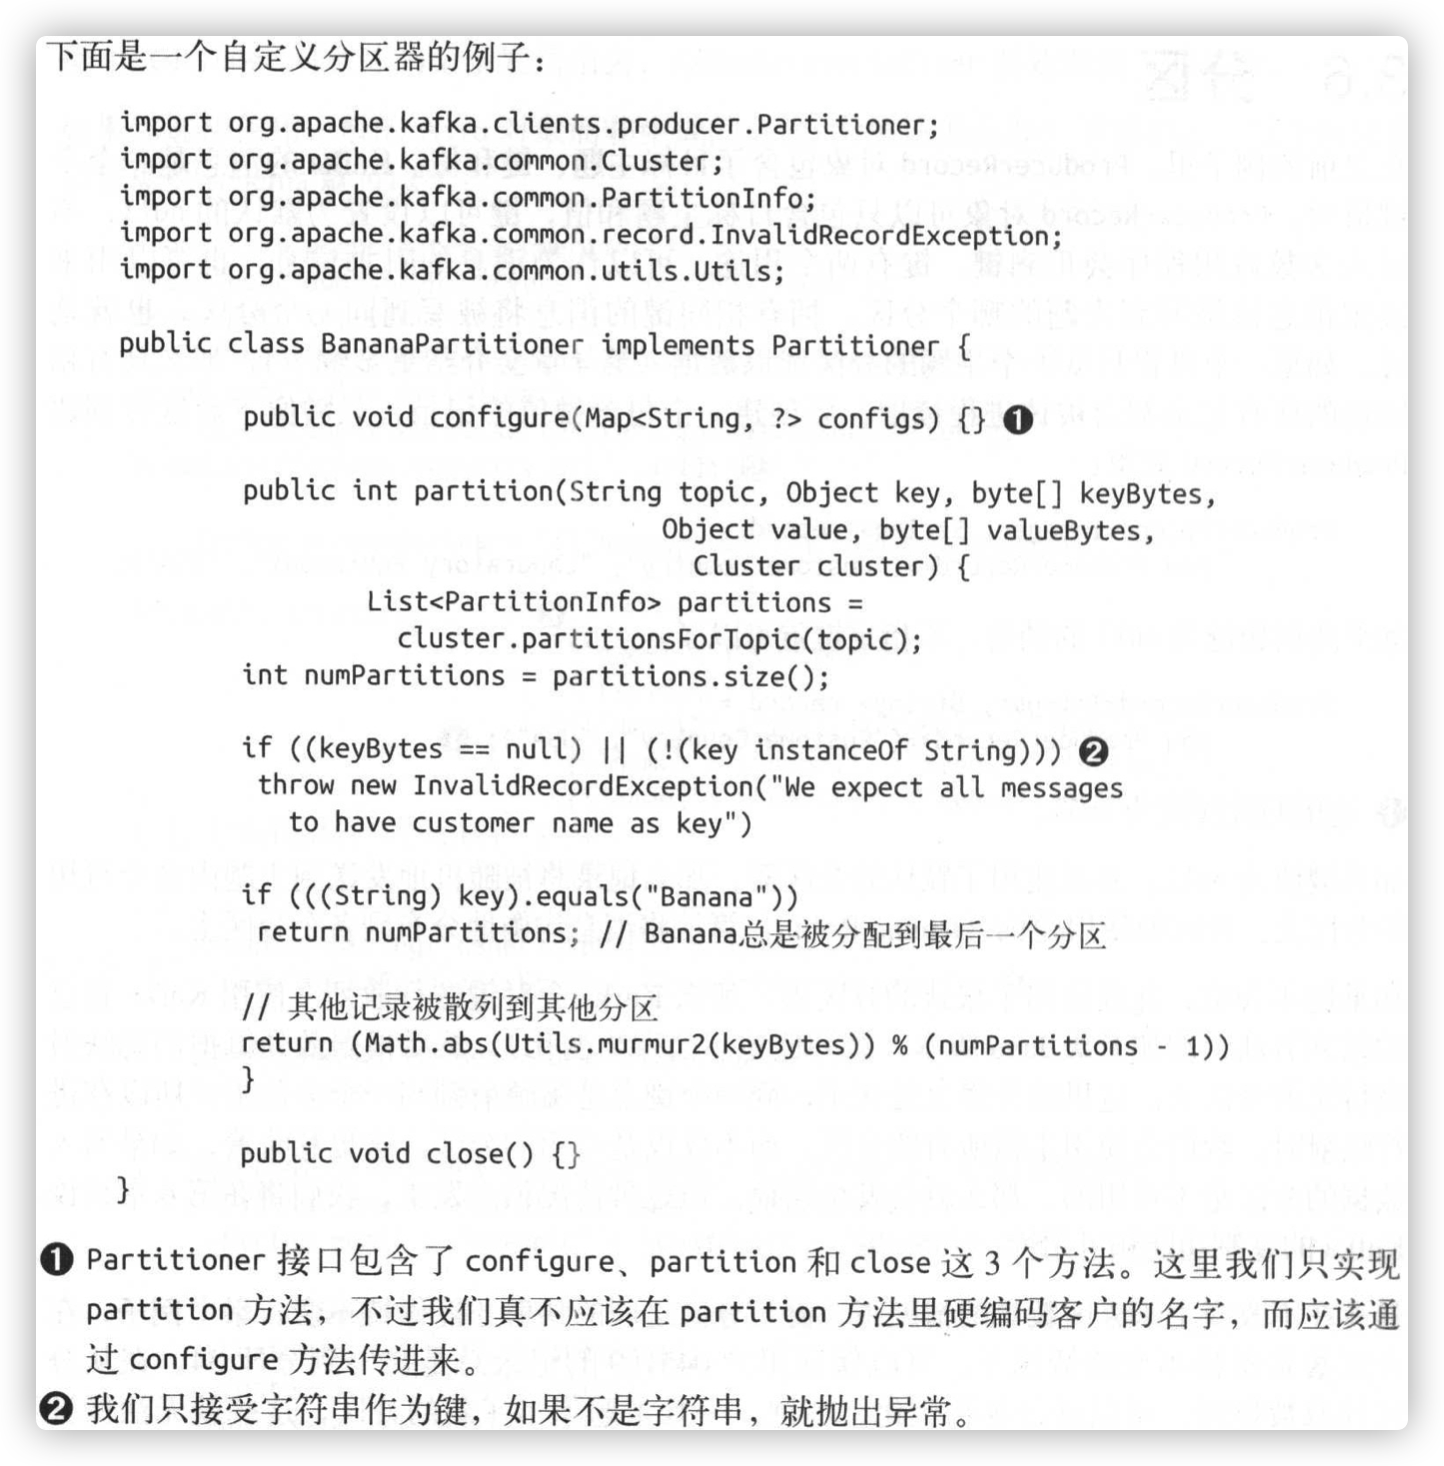 下面是一个自定义分区器的例子：
import org.apache.kafka.clients.producer.Partitioner;
import org.apache.kafka.common.Cluster;
import org.apache.kafka.common.PartitionInfo;
import org.apache.kafka.common.record.InvalidRecordException;
import org.apache.kafka.common.utils.Utils;
public class BananaPartitioner implements Partitioner {
public void configure(Map<String, ?> configs) {} ❶
public int partition(String topic, Object key, byte[] keyBytes,
Object value, byte[] valueBytes,
Cluster cluster) {
List<PartitionInfo> partitions =
cluster.partitionsForTopic(topic);
int numPartitions = partitions.size();
if ((keyBytes == null) || (!(key instanceOf String))) ❷
throw new InvalidRecordException("We expect all messages
to have customer name as key")
if (((String) key).equals("Banana"))
return numPartitions; // Banana总是被分配到最后一个分区
// 其他记录被散列到其他分区
return (Math.abs(Utils.murmur2(keyBytes)) % (numPartitions - 1))
}
public void close() {}
}
❶ Partitioner 接口包含了 configure、partition 和 close 这 3 个方法。这里我们只实现
partition 方法，不过我们真不应该在 partition 方法里硬编码客户的名字，而应该通
过 configure 方法传进来。
❷ 我们只接受字符串作为键，如果不是字符串，就抛出异常。